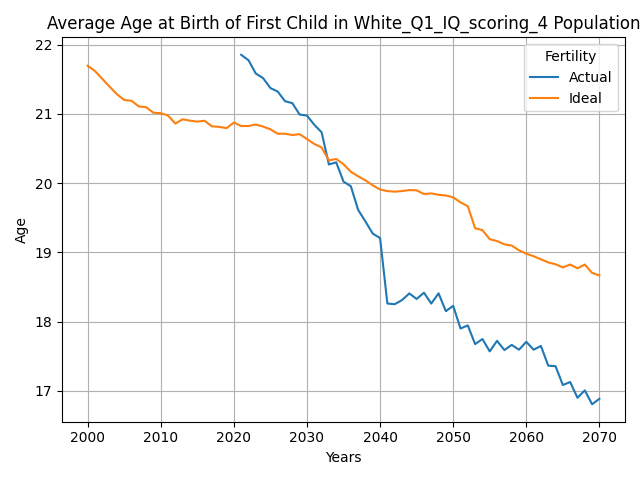 Average Age at Birth of First Child in White_Q1_IQ_scoring_4 Population
Fertility
Actual
Ideal
Age
22
21
20
19
18
17
2000 2010 2020 2030 2040 2050 2060 2070
Years